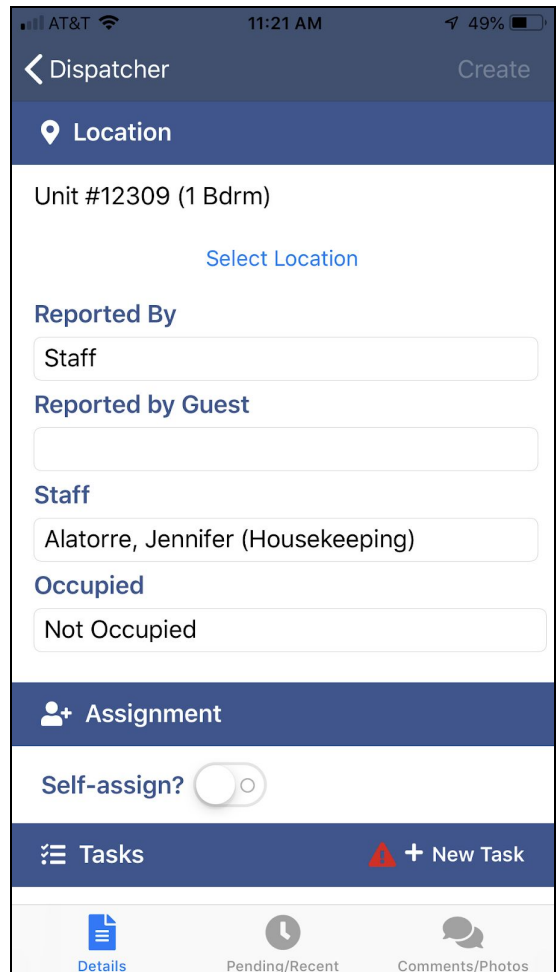 AT&T 11:21 AM 49%
Dispatcher Create
Location
Unit #12309 (1 Bdrm)
Select Location
Reported By
Staff
Reported by Guest
Staff
Alatorre, Jennifer (Housekeeping)
Occupied
Not Occupied
Assignment
Self-assign?
Tasks + New Task
Details Pending/Recent Comments/Photos